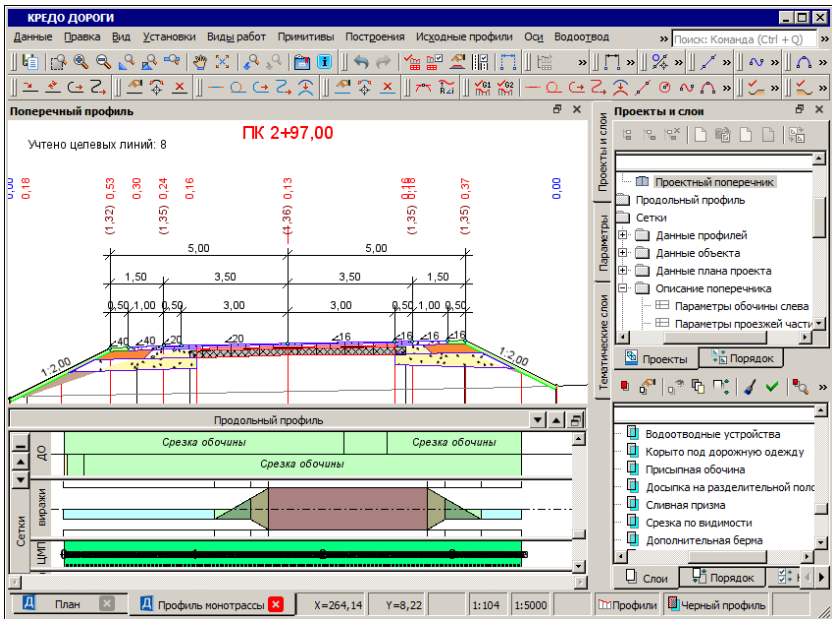 КРЕДО ДОРОГИ
Данные Правка Вид Установки Виды работ Примитивы Построения Исходные профили Оси Водоотвод » Поиск: Команда (Ctrl + Q) »
Поперечный профиль
Проекты и слои
ПК 2+97,00
Учтено целевых линий: 8
0,00 0,18 (1,32) 0,53 0,30 (1,35) 0,24 0,16 (1,36) 0,13 (1,35) 0,18 (1,35) 0,37 0,00
5,00 5,00
1,50 3,50 3,50 1,50
0,50 1,00 0,50 3,00 3,00 0,50 1,00 0,50
40 40 20 20 16 16 16 16
1:2,00 1:2,00
Проекты и слои
Параметры
Тематические слои
Проектный поперечник
Продольный профиль
Сетки
Данные профилей
Данные объекта
Данные плана проекта
Описание поперечника
Параметры обочины слева
Параметры проезжей части
Проекты Порядок
Продольный профиль
Сетки
ДО
Срезка обочины Срезка обочины
Срезка обочины
виражи
ЦМП
Водоотводные устройства
Корыто под дорожную одежду
Присыпная обочина
Досыпка на разделительной поло
Сливная призма
Срезка по видимости
Дополнительная берма
Слои Порядок
План Профиль монотрассы X=264,14 Y=8,22 1:104 1:5000 Профили Черный профиль